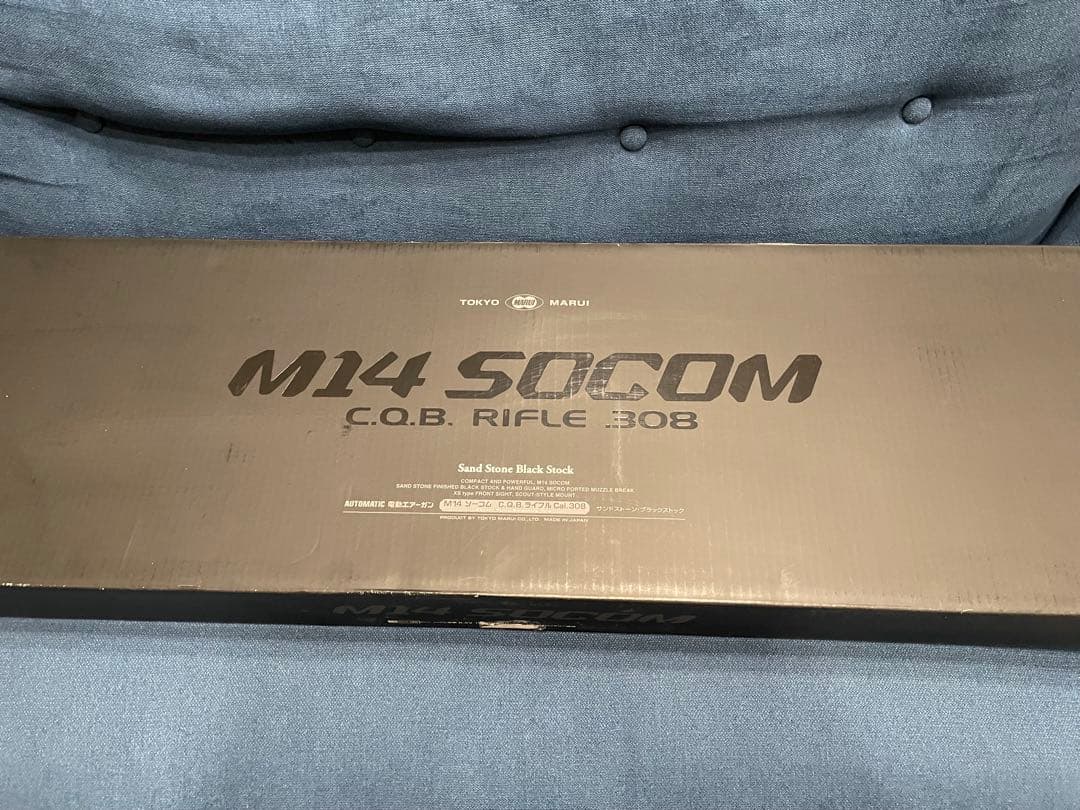 TOKYO MARUI MARUI
M14 SOCOM
C.Q.B. RIFLE .308
Sand Stone Black Stock
COMPACT AND POWERFUL, M14 SOCOM.
SAND STONE FINISHED BLACK STOCK & HAND GUARD, MICRO PORTED MUZZLE BREAK
XS type FRONT SIGHT, SCOUT-STYLE MOUNT
AUTOMATIC 電動エアーガン M14 ソーコム C.Q.B.ライフル Cal.308 サンドストーン・ブラックストック
PRODUCT BY TOKYO MARUI CO.,LTD. MADE IN JAPAN
M14 SOCOM